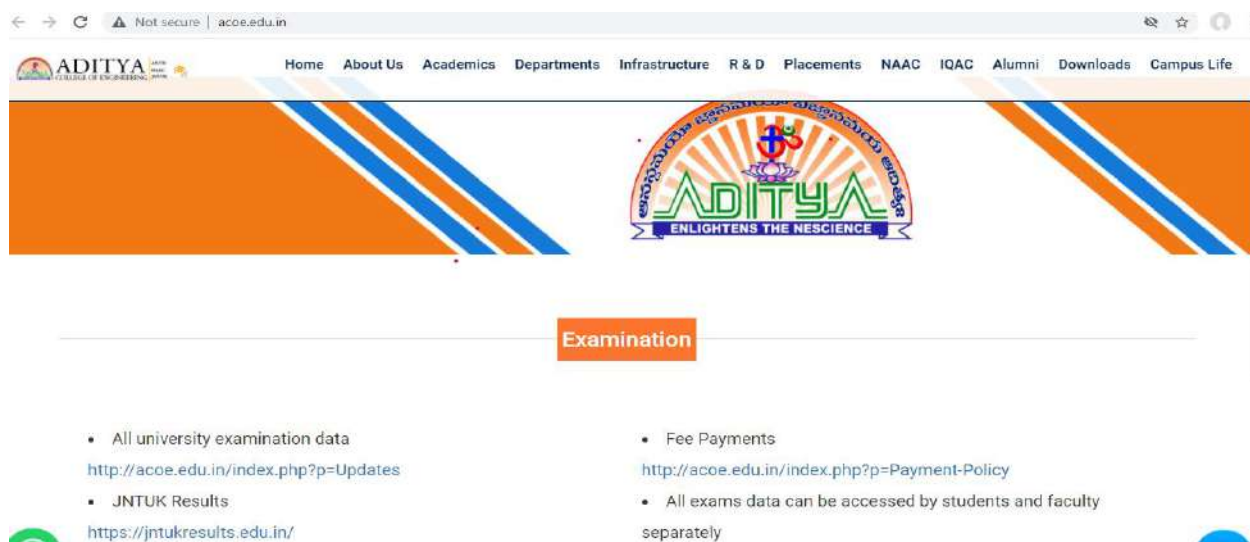 Not secure | acoe.edu.in
ADITYA
COLLEGE OF ENGINEERING
Home About Us Academics Departments Infrastructure R & D Placements NAAC IQAC Alumni Downloads Campus Life
ADITYA
ENLIGHTENS THE NESCIENCE
Examination
• All university examination data
http://acoe.edu.in/index.php?p=Updates
• JNTUK Results
https://jntukresults.edu.in/
• Fee Payments
http://acoe.edu.in/index.php?p=Payment-Policy
• All exams data can be accessed by students and faculty
separately